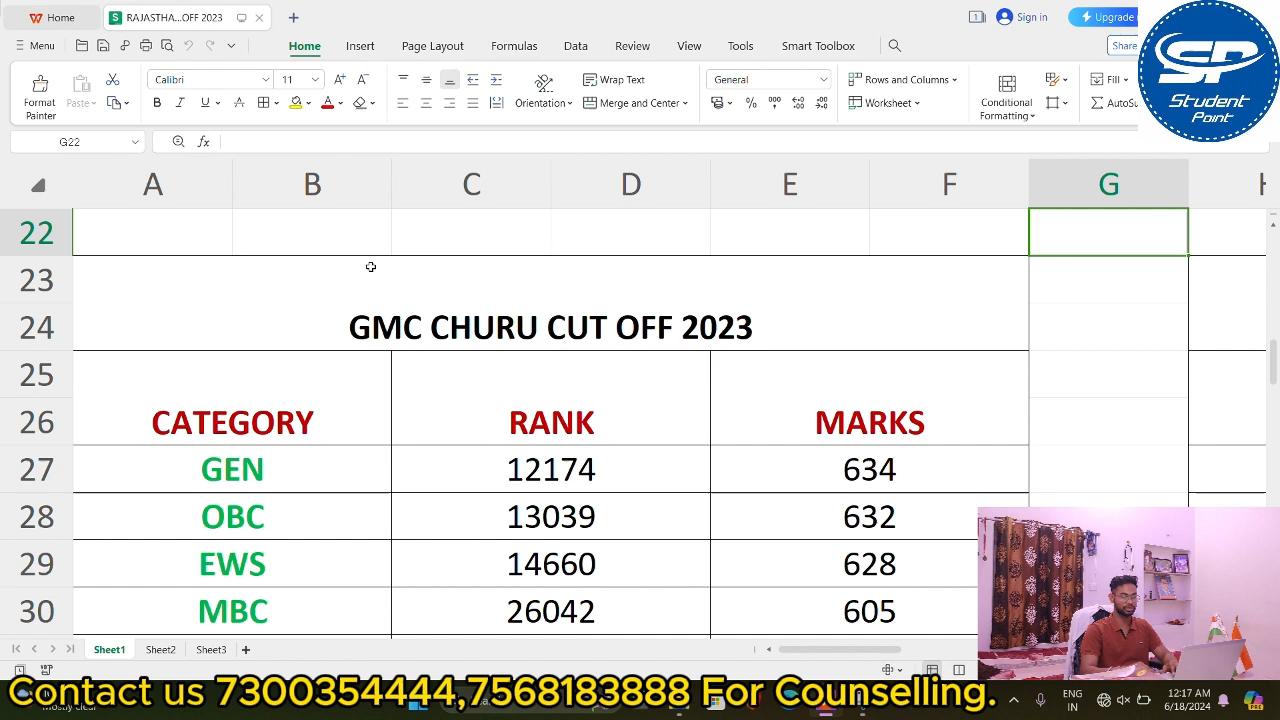 Home
RAJASTHA...OFF 2023
Sign in
Upgrade
Menu
Home Insert Page Layout Formulas Data Review View Tools Smart Toolbox
Share
Format
Painter
Paste
Calibri 11
Wrap Text
General
Rows and Columns
Fill
Orientation
Merge and Center
Worksheet
Conditional
Formatting
AutoSu
SP
Student
Point
G22
fx
A B C D E F G H
22
23
24 GMC CHURU CUT OFF 2023
25
26 CATEGORY RANK MARKS
27 GEN 12174 634
28 OBC 13039 632
29 EWS 14660 628
30 MBC 26042 605
Sheet1 Sheet2 Sheet3
Contact us 7300354444,7568183888 For Counselling.
Mostly clear
ENG
IN
12:17 AM
6/18/2024